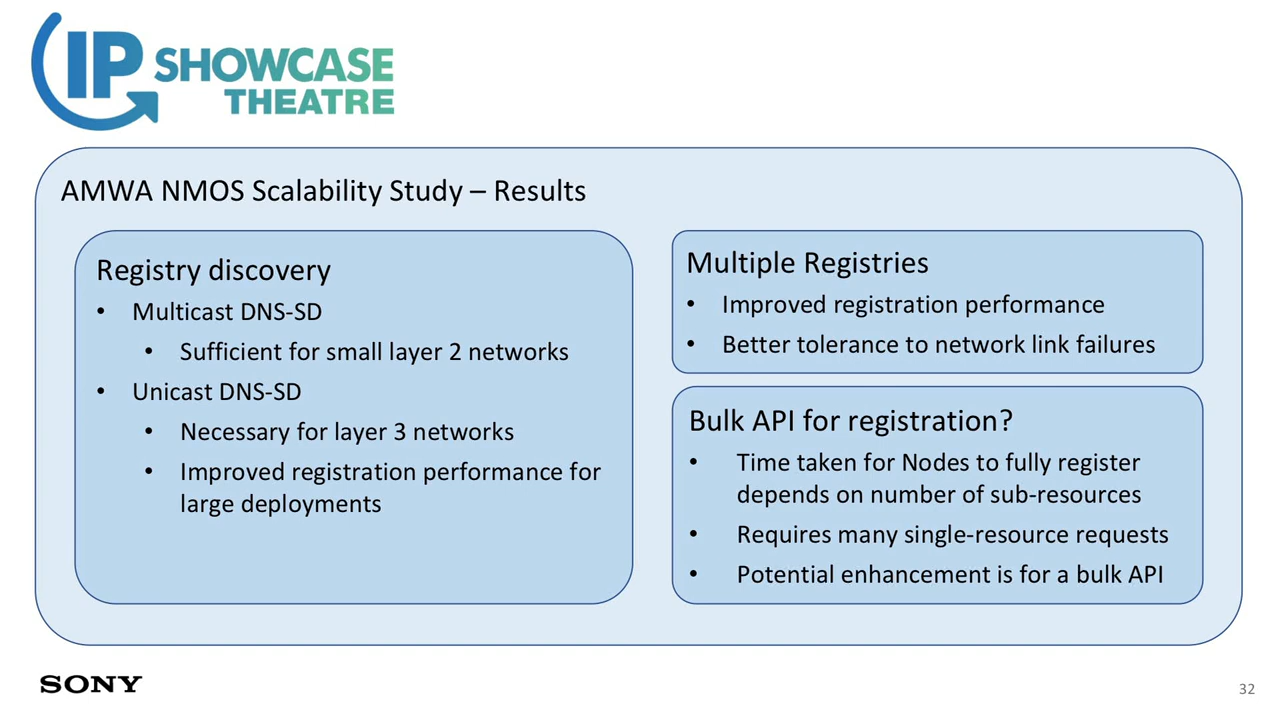 IP SHOWCASE
THEATRE
AMWA NMOS Scalability Study – Results
Registry discovery
• Multicast DNS-SD
• Sufficient for small layer 2 networks
• Unicast DNS-SD
• Necessary for layer 3 networks
• Improved registration performance for
large deployments
Multiple Registries
• Improved registration performance
• Better tolerance to network link failures
Bulk API for registration?
• Time taken for Nodes to fully register
depends on number of sub-resources
• Requires many single-resource requests
• Potential enhancement is for a bulk API
SONY
32